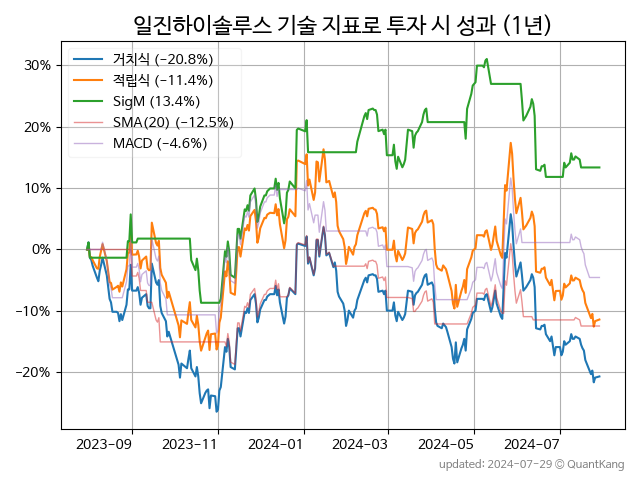 일진하이솔루스 기술 지표로 투자 시 성과 (1년)
거치식 (−20.8%)
적립식 (−11.4%)
SigM (13.4%)
SMA(20) (−12.5%)
MACD (−4.6%)
30%
20%
10%
0%
−10%
−20%
2023-09 2023-11 2024-01 2024-03 2024-05 2024-07
updated: 2024-07-29 © QuantKang